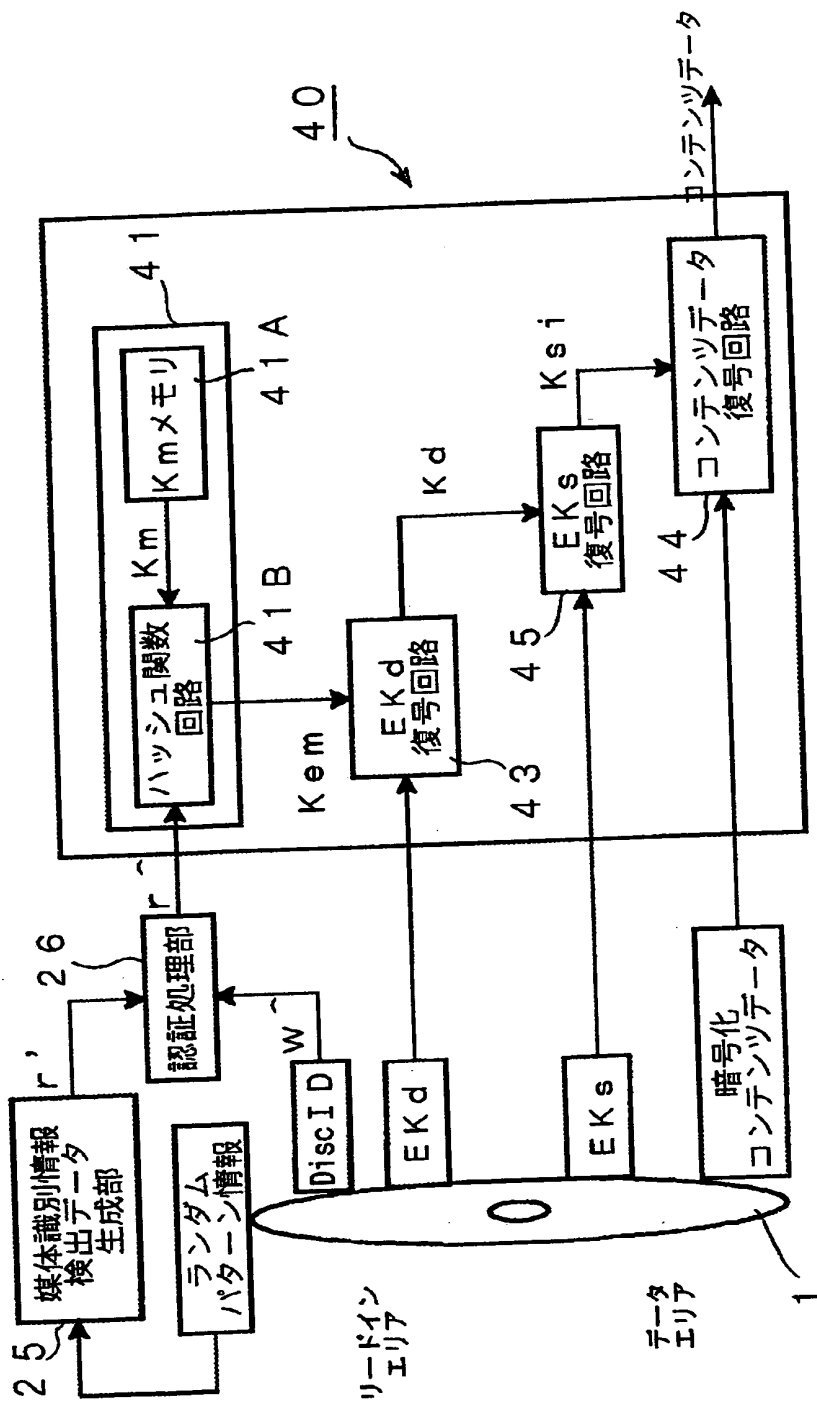 25
媒体識別情報
検出データ
生成部
r'
26
認証処理部
r^
ランダム
パターン情報
DiscID
w^
リードイン
エリア
EKd
EKs
データ
エリア
暗号化
コンテンツデータ
1
40
41
Kmメモリ
41A
Km
ハッシュ関数
回路
41B
Kem
EKd
復号回路
43
Kd
EKs
復号回路
45
Ksi
コンテンツデータ
復号回路
44
コンテンツデータ